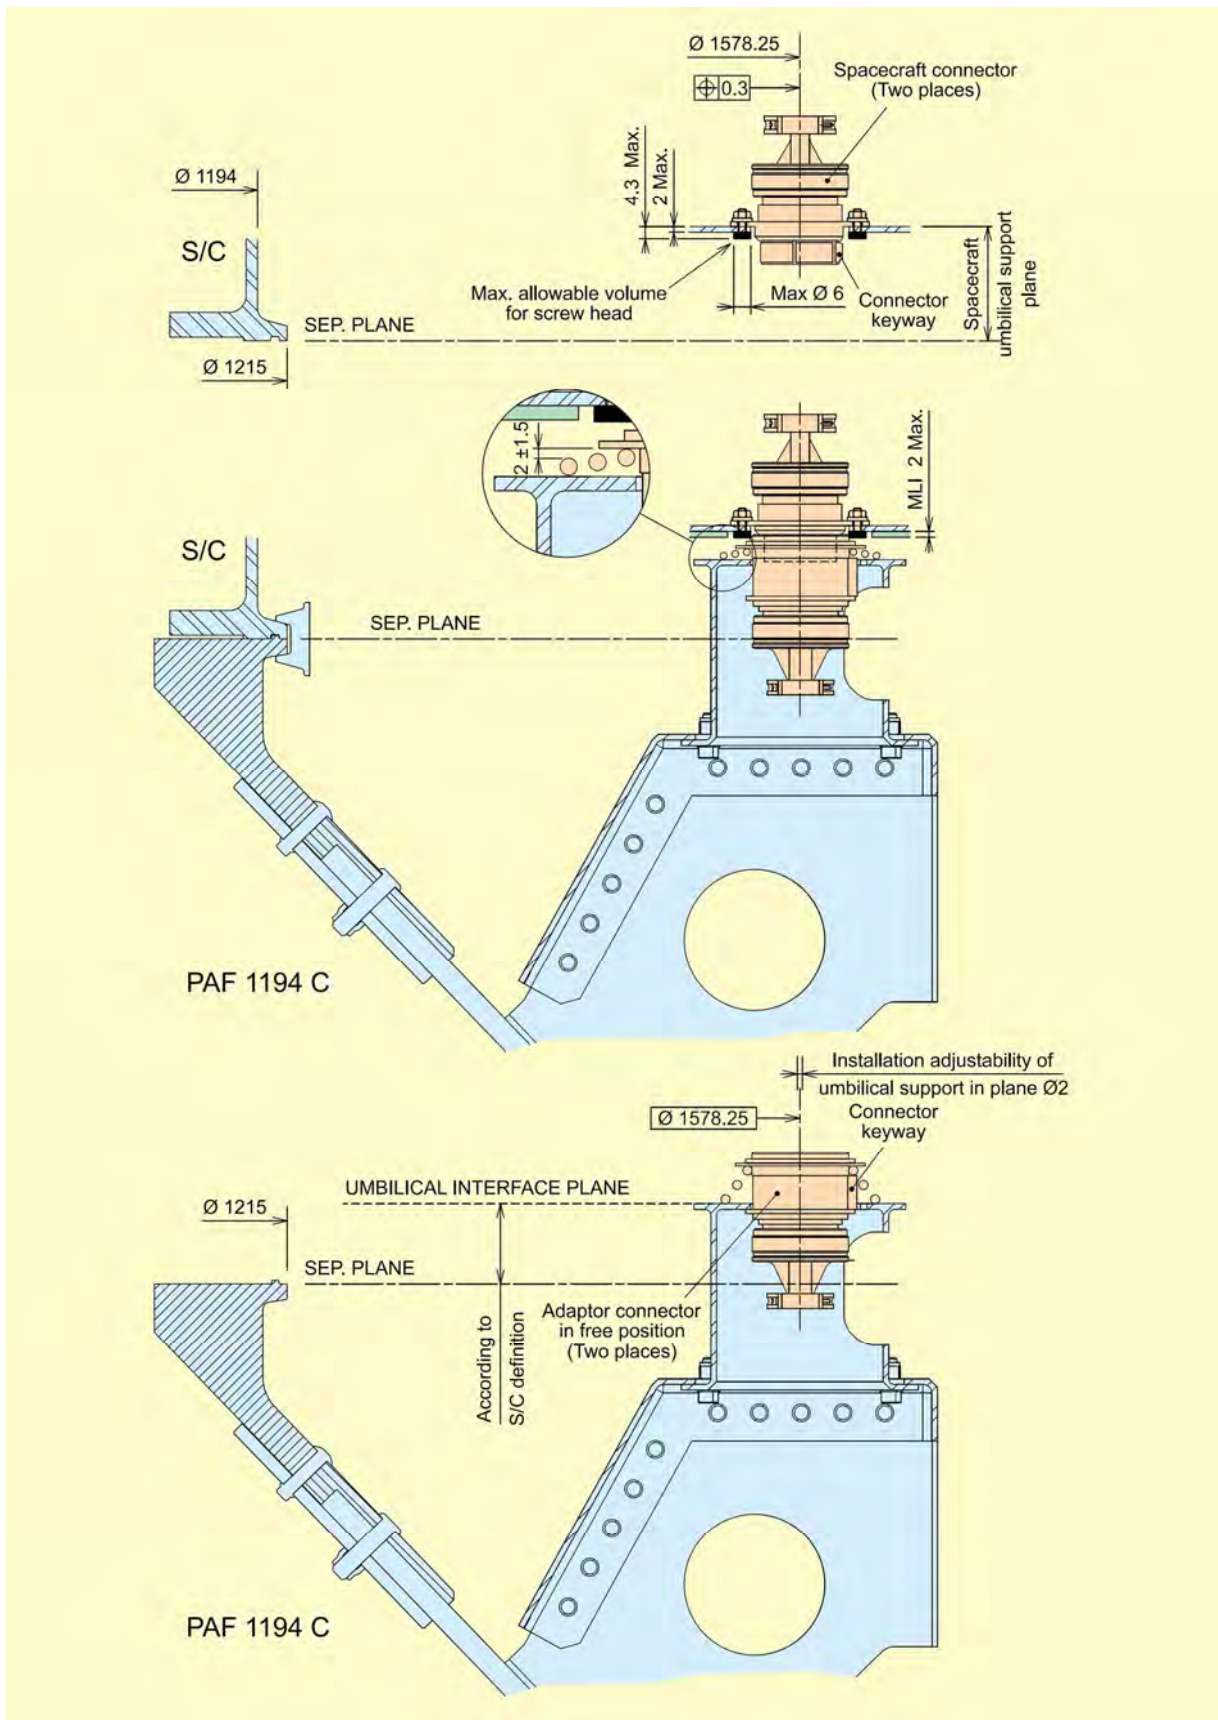 Ø 1578.25
⌖ 0.3
Spacecraft connector
(Two places)
4.3 Max.
2 Max.
Ø 1194
S/C
Max. allowable volume
for screw head
Max Ø 6
Connector
keyway
Spacecraft
umbilical support
plane
SEP. PLANE
Ø 1215
2 ±1.5
MLI 2 Max.
S/C
SEP. PLANE
PAF 1194 C
Installation adjustability of
umbilical support in plane Ø2
Ø 1578.25
Connector
keyway
UMBILICAL INTERFACE PLANE
Ø 1215
SEP. PLANE
Adaptor connector
in free position
(Two places)
According to
S/C definition
PAF 1194 C